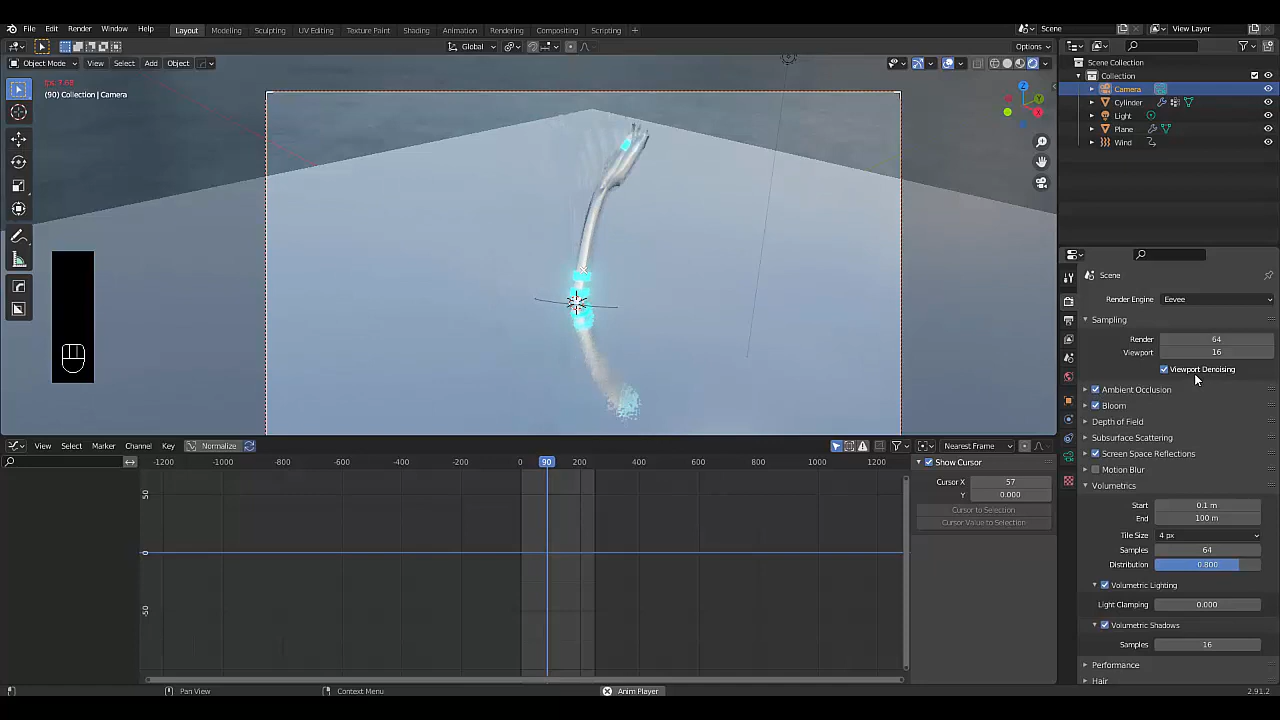 File Edit Render Window Help Layout Modeling Sculpting UV Editing Texture Paint Shading Animation Rendering Compositing Scripting Scene View Layer
Global Options
Object Mode View Select Add Object
fps: 7.68
(90) Collection | Camera
Scene Collection
Collection
Camera
Cylinder
Light
Plane
Wind
Scene
Render Engine Eevee
Sampling
Render 64
Viewport 16
Viewport Denoising
Ambient Occlusion
Bloom
Depth of Field
Subsurface Scattering
Screen Space Reflections
Motion Blur
Volumetrics
Start 0.1 m
End 100 m
Tile Size 4 px
Samples 64
Distribution 0.800
Volumetric Lighting
Light Clamping 0.000
Volumetric Shadows
Samples 16
Performance
Hair
View Select Marker Channel Key Normalize Nearest Frame
-1200 -1000 -800 -600 -400 -200 0 90 200 400 600 800 1000 1200
50
0
-50
Show Cursor
Cursor X 57
Y 0.000
Cursor to Selection
Cursor Value to Selection
Pan View Context Menu Anim Player 2.91.2